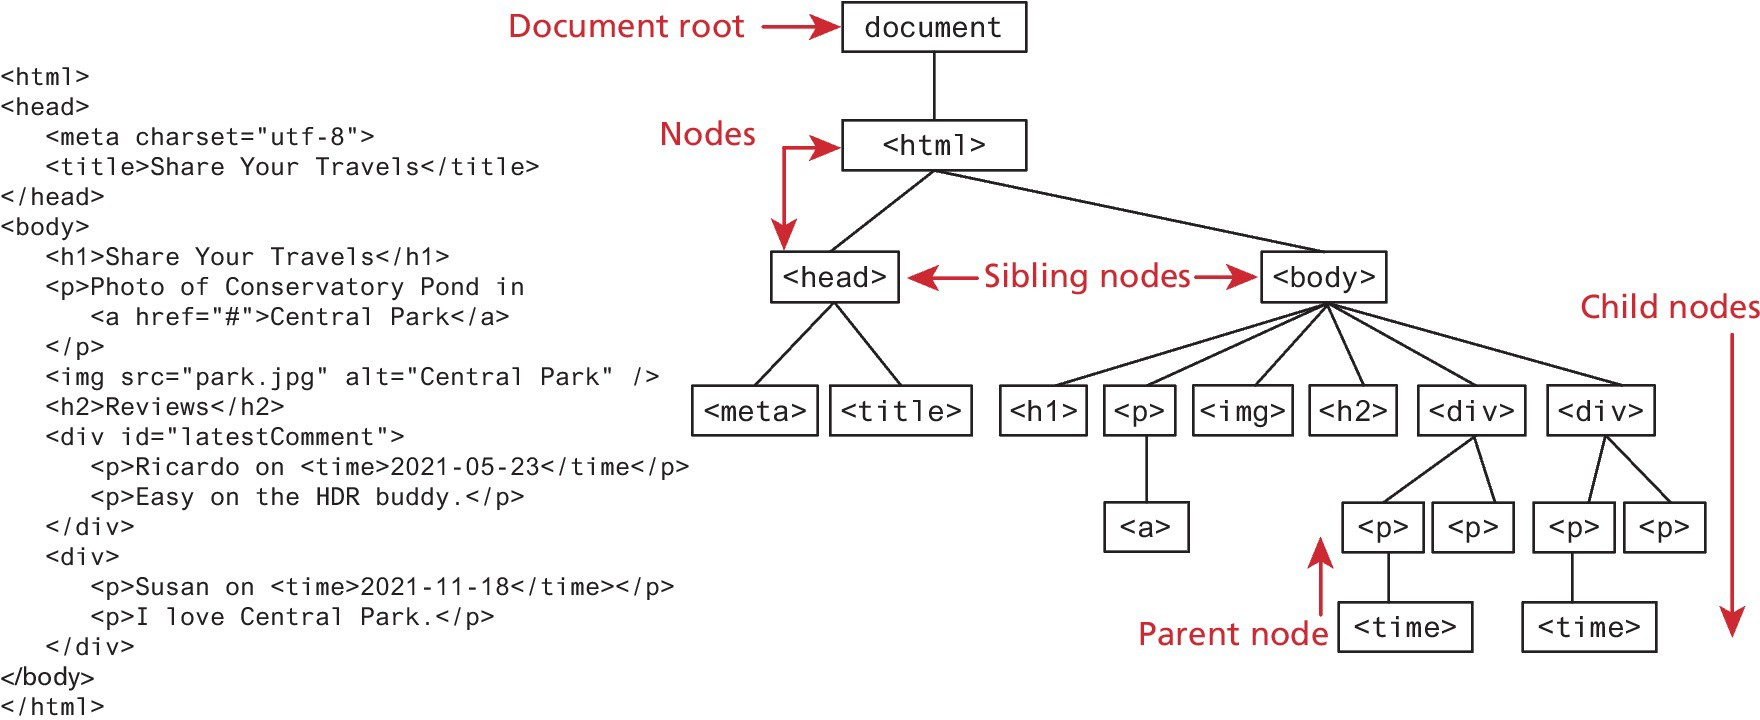 <html>
<head>
   <meta charset="utf-8">
   <title>Share Your Travels</title>
</head>
<body>
   <h1>Share Your Travels</h1>
   <p>Photo of Conservatory Pond in
      <a href="#">Central Park</a>
   </p>
   <img src="park.jpg" alt="Central Park" />
   <h2>Reviews</h2>
   <div id="latestComment">
      <p>Ricardo on <time>2021-05-23</time</p>
      <p>Easy on the HDR buddy.</p>
   </div>
   <div>
      <p>Susan on <time>2021-11-18</time></p>
      <p>I love Central Park.</p>
   </div>
</body>
</html>
Document root
document
Nodes
<html>
<head>
Sibling nodes
<body>
Child nodes
<meta>
<title>
<h1>
<p>
<img>
<h2>
<div>
<div>
<a>
<p>
<p>
<p>
<p>
Parent node
<time>
<time>